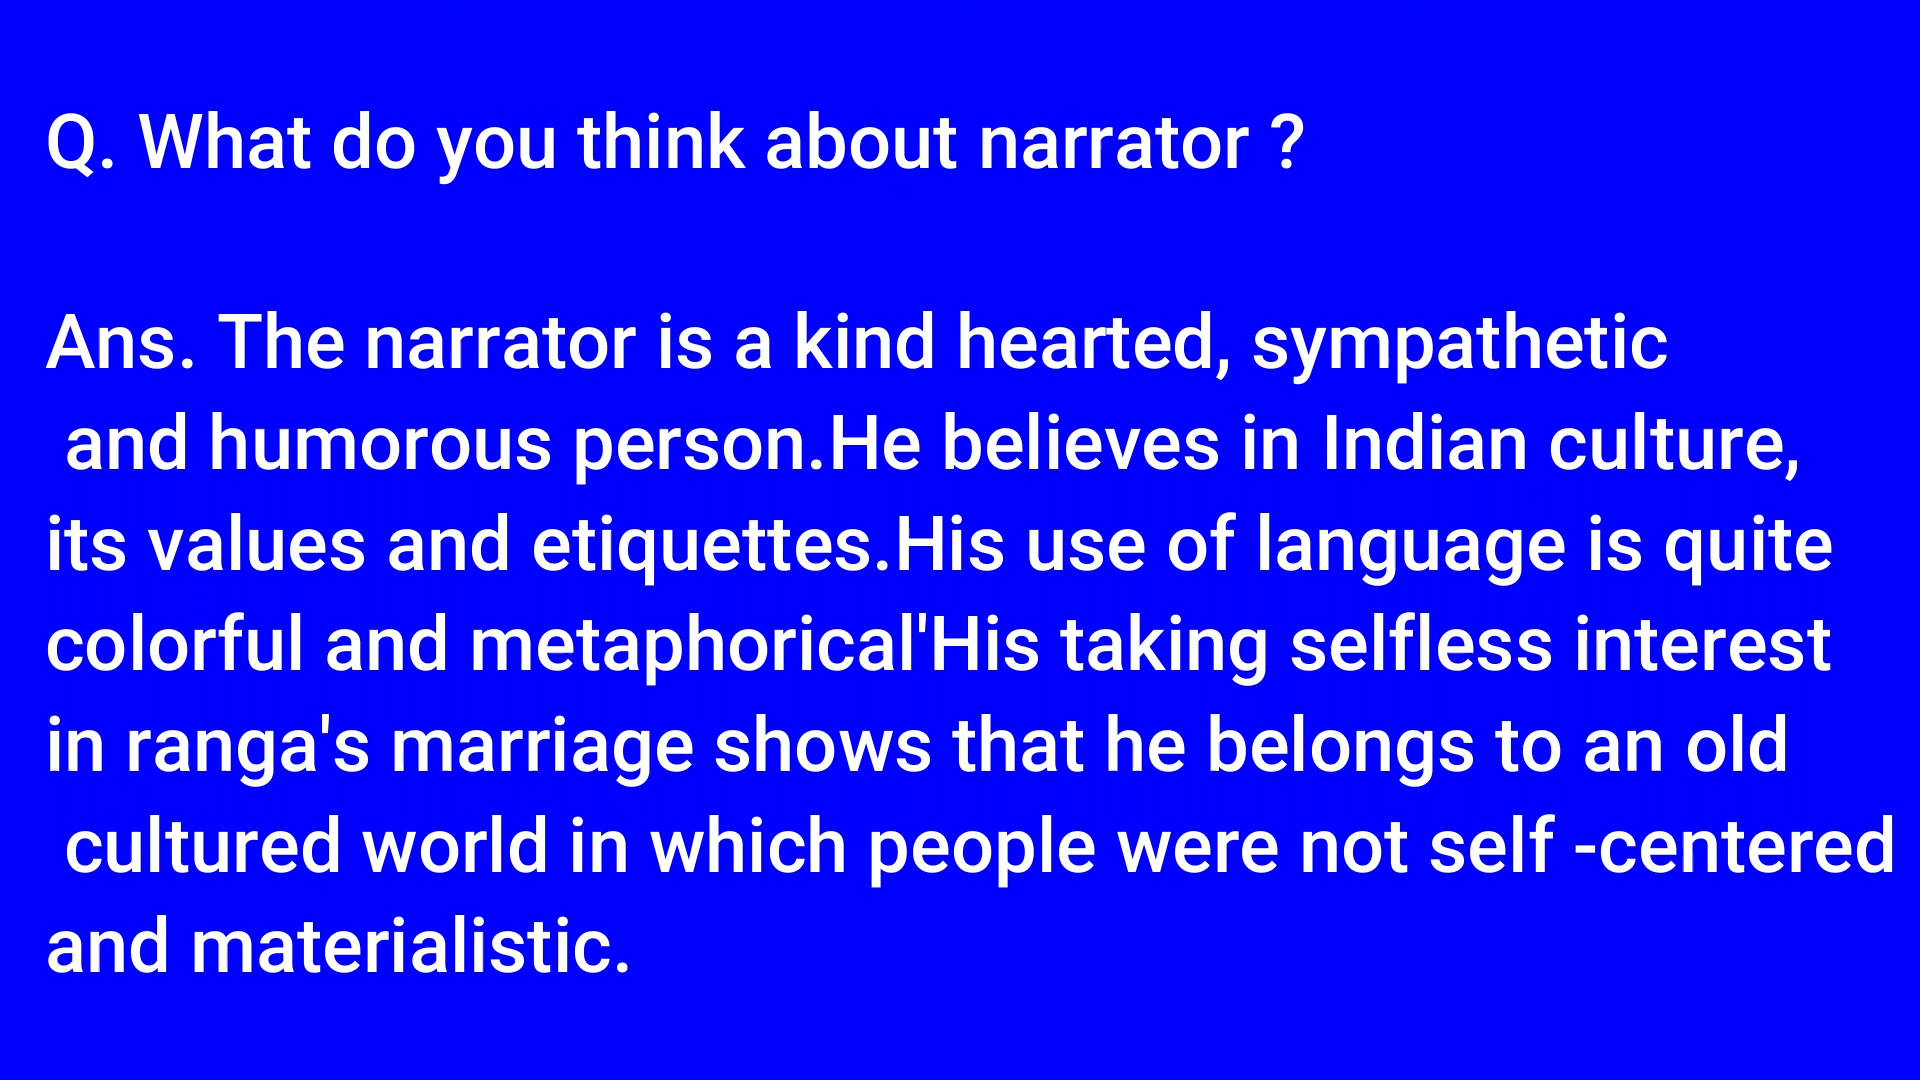 Q. What do you think about narrator ?
Ans. The narrator is a kind hearted, sympathetic
and humorous person.He believes in Indian culture,
its values and etiquettes.His use of language is quite
colorful and metaphorical'His taking selfless interest
in ranga's marriage shows that he belongs to an old
cultured world in which people were not self -centered
and materialistic.